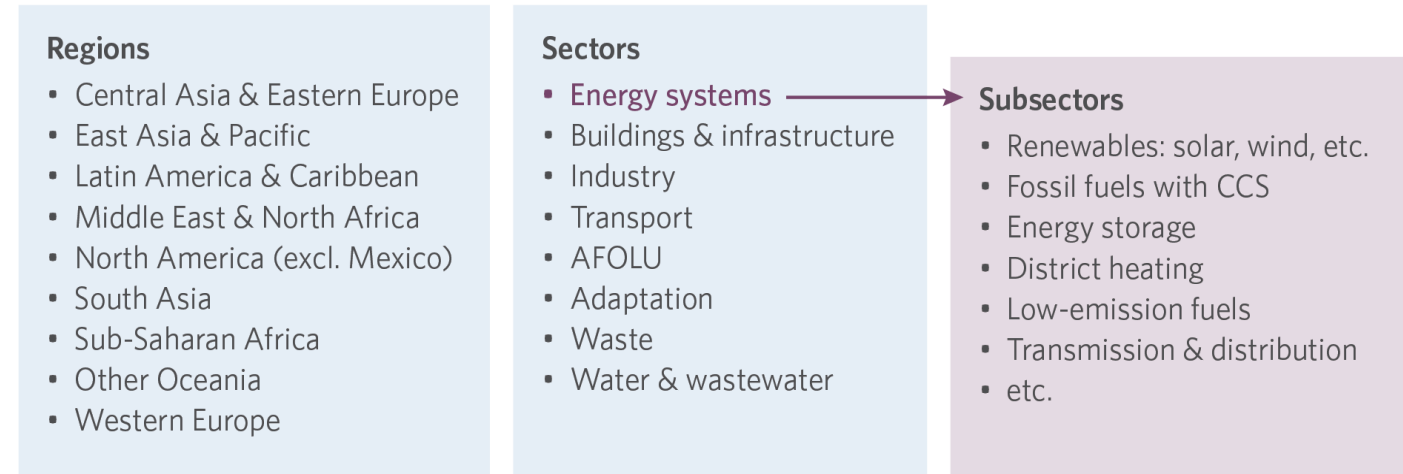 Regions
• Central Asia & Eastern Europe
• East Asia & Pacific
• Latin America & Caribbean
• Middle East & North Africa
• North America (excl. Mexico)
• South Asia
• Sub-Saharan Africa
• Other Oceania
• Western Europe
Sectors
• Energy systems
• Buildings & infrastructure
• Industry
• Transport
• AFOLU
• Adaptation
• Waste
• Water & wastewater
Subsectors
• Renewables: solar, wind, etc.
• Fossil fuels with CCS
• Energy storage
• District heating
• Low-emission fuels
• Transmission & distribution
• etc.